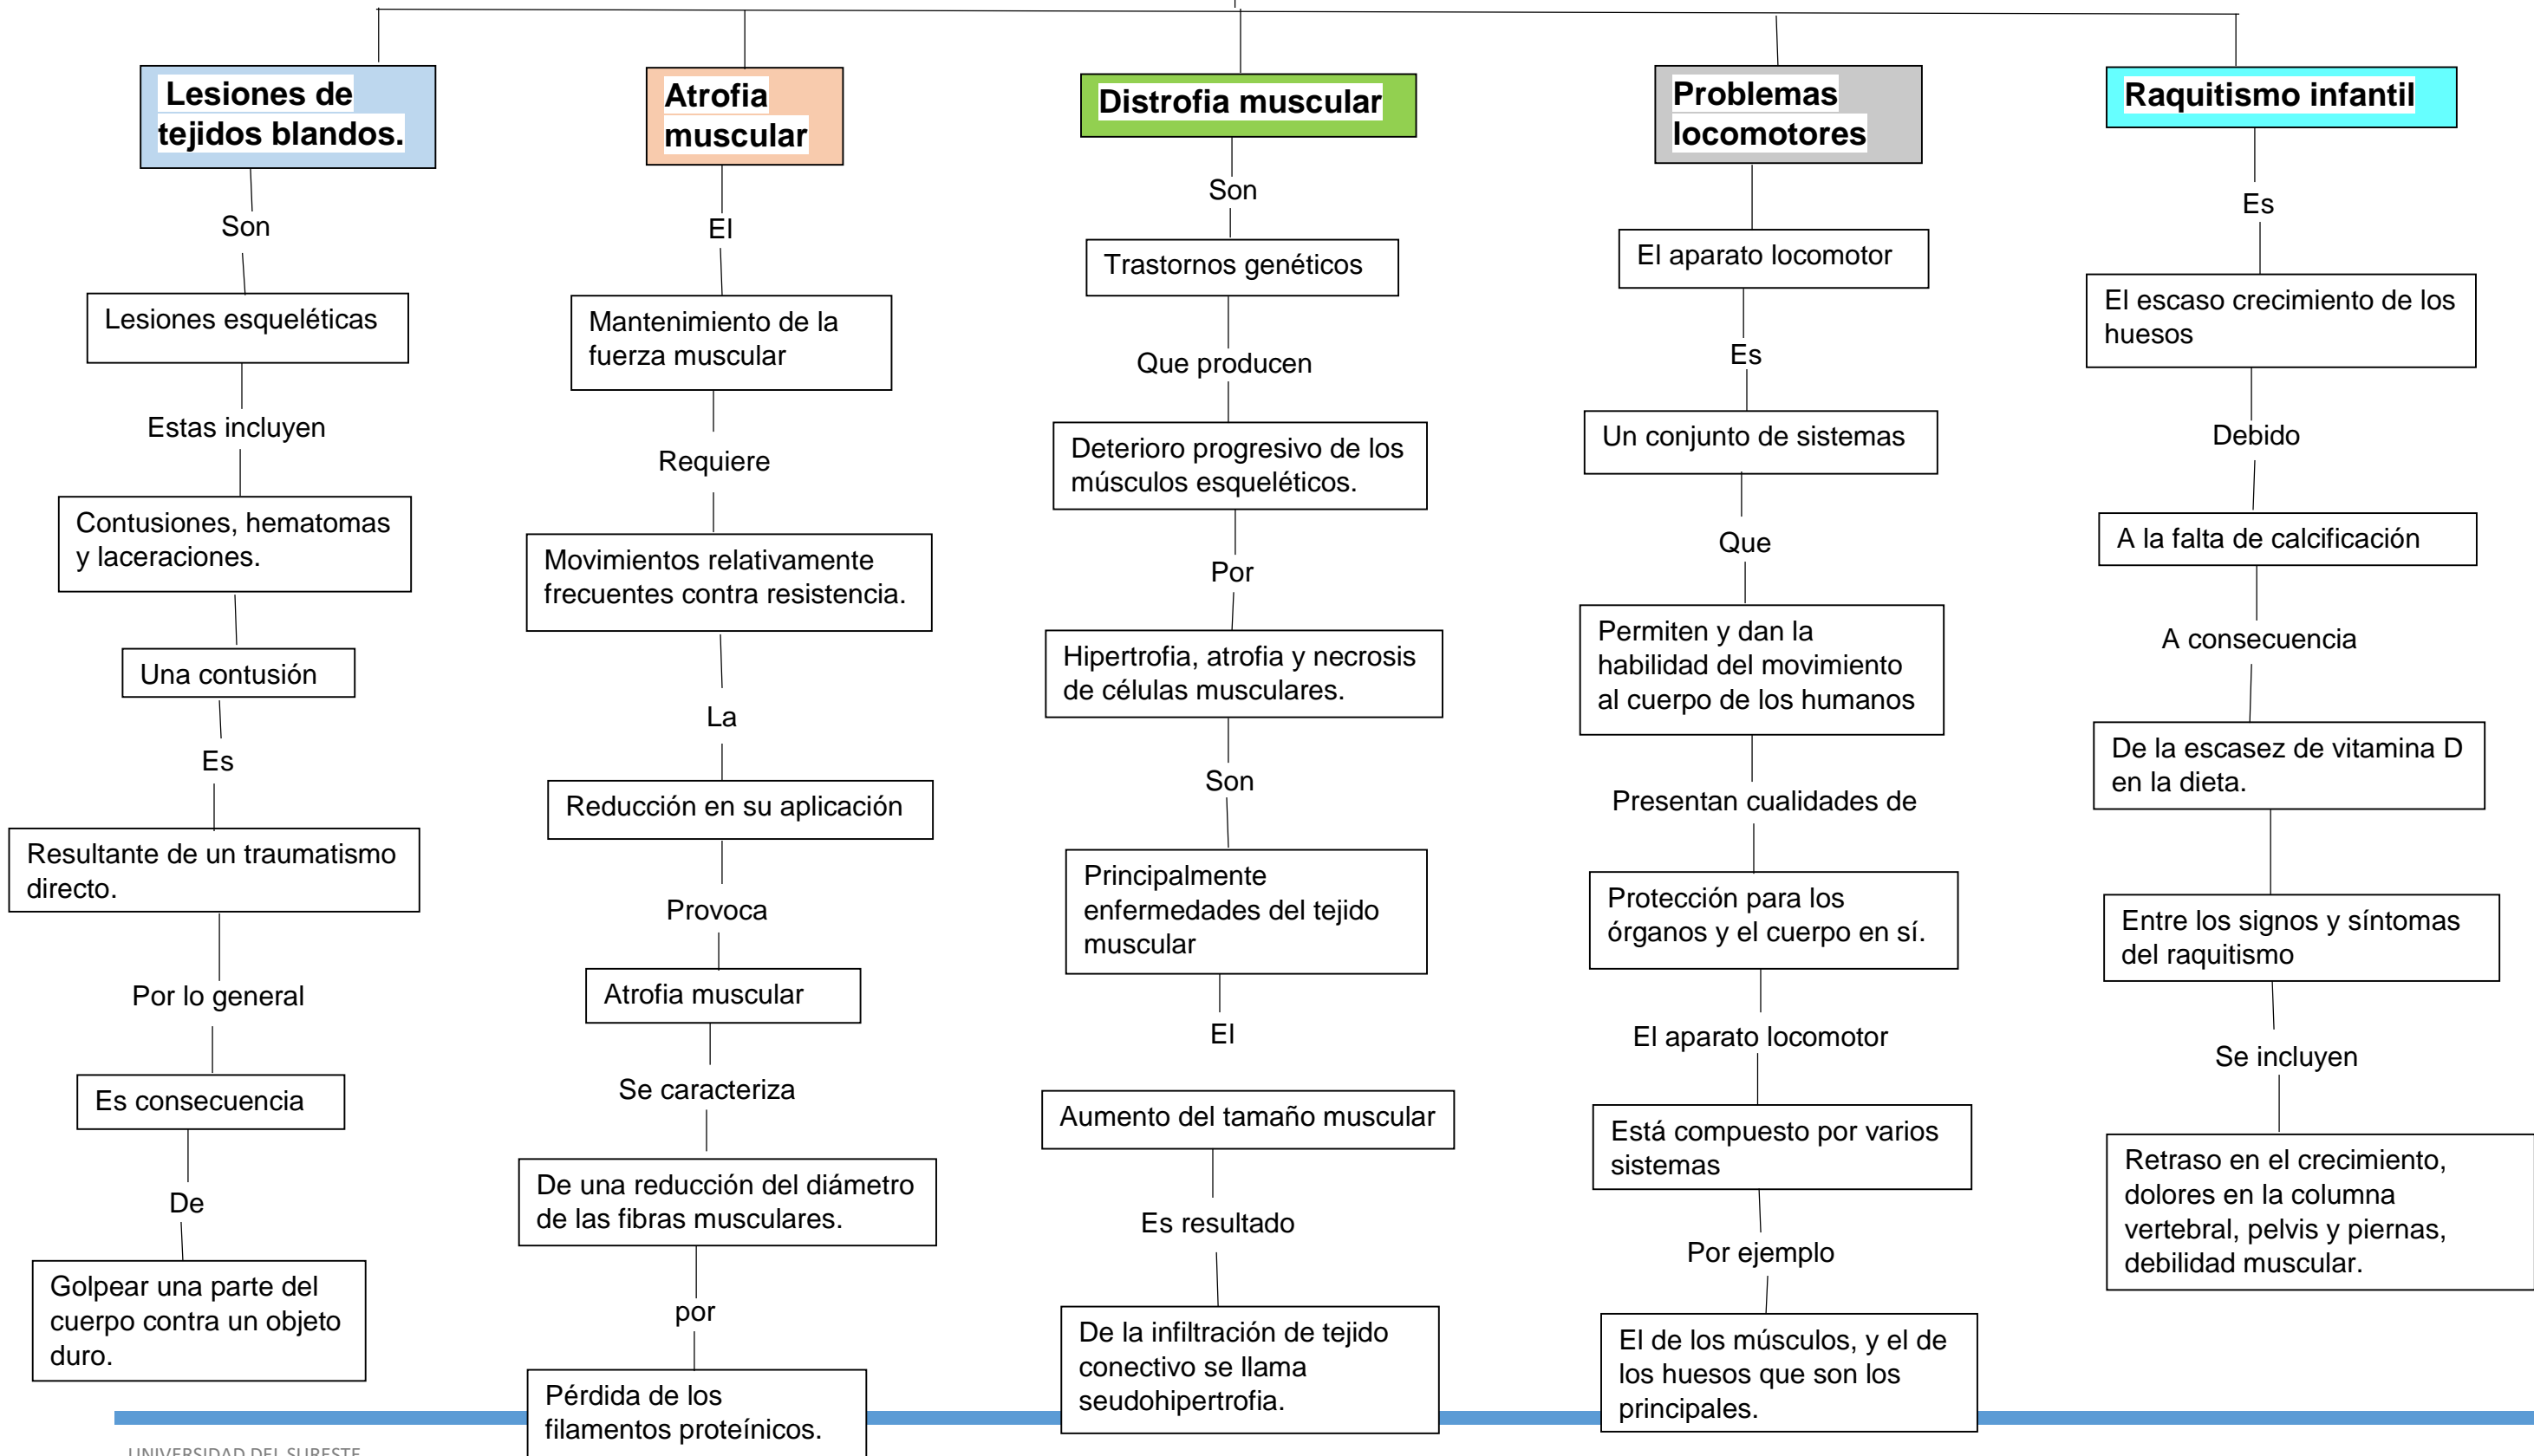 Lesiones de
tejidos blandos.
Son
Lesiones esqueléticas
Estas incluyen
Contusiones, hematomas
y laceraciones.
Una contusión
Es
Resultante de un traumatismo
directo.
Por lo general
Es consecuencia
De
Golpear una parte del
cuerpo contra un objeto
duro.
Atrofia
muscular
El
Mantenimiento de la
fuerza muscular
Requiere
Movimientos relativamente
frecuentes contra resistencia.
La
Reducción en su aplicación
Provoca
Atrofia muscular
Se caracteriza
De una reducción del diámetro
de las fibras musculares.
por
Pérdida de los
filamentos proteínicos.
Distrofia muscular
Son
Trastornos genéticos
Que producen
Deterioro progresivo de los
músculos esqueléticos.
Por
Hipertrofia, atrofia y necrosis
de células musculares.
Son
Principalmente
enfermedades del tejido
muscular
El
Aumento del tamaño muscular
Es resultado
De la infiltración de tejido
conectivo se llama
seudohipertrofia.
Problemas
locomotores
El aparato locomotor
Es
Un conjunto de sistemas
Que
Permiten y dan la
habilidad del movimiento
al cuerpo de los humanos
Presentan cualidades de
Protección para los
órganos y el cuerpo en sí.
El aparato locomotor
Está compuesto por varios
sistemas
Por ejemplo
El de los músculos, y el de
los huesos que son los
principales.
Raquitismo infantil
Es
El escaso crecimiento de los
huesos
Debido
A la falta de calcificación
A consecuencia
De la escasez de vitamina D
en la dieta.
Entre los signos y síntomas
del raquitismo
Se incluyen
Retraso en el crecimiento,
dolores en la columna
vertebral, pelvis y piernas,
debilidad muscular.
UNIVERSIDAD DEL SURESTE